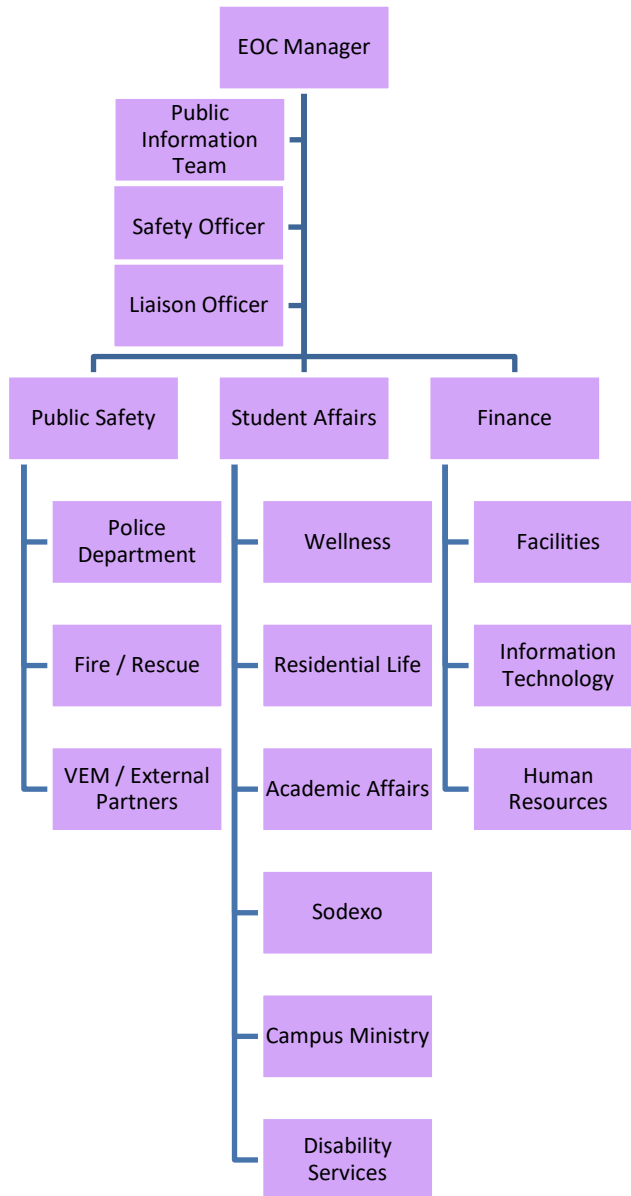 EOC Manager
Public
Information
Team
Safety Officer
Liaison Officer
Public Safety
Student Affairs
Finance
Police
Department
Wellness
Facilities
Fire / Rescue
Residential Life
Information
Technology
VEM / External
Partners
Academic Affairs
Human
Resources
Sodexo
Campus Ministry
Disability
Services